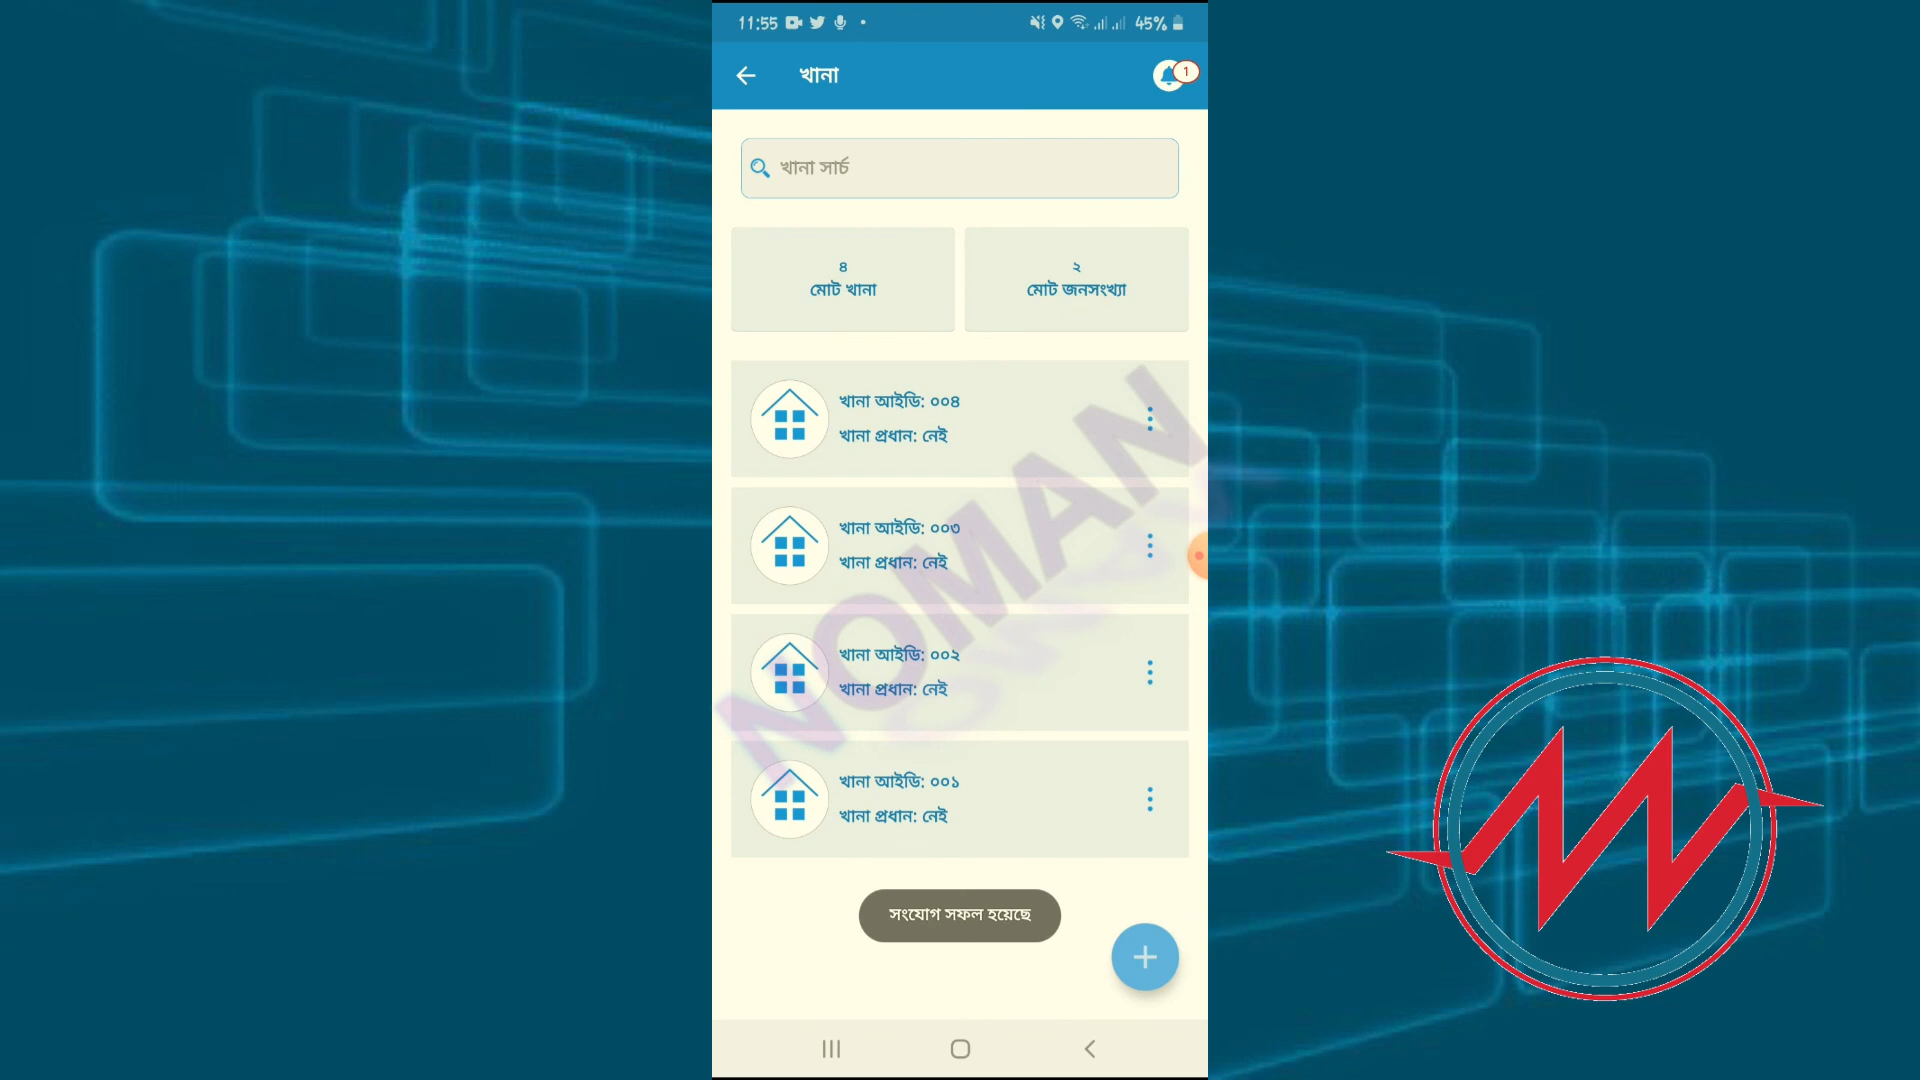 11:55
45%
খানা
1
খানা সার্চ
৪
মোট খানা
২
মোট জনসংখ্যা
খানা আইডি: ০০৪
খানা প্রধান: নেই
খানা আইডি: ০০৩
খানা প্রধান: নেই
খানা আইডি: ০০২
খানা প্রধান: নেই
খানা আইডি: ০০১
খানা প্রধান: নেই
NOMAN
সংযোগ সফল হয়েছে